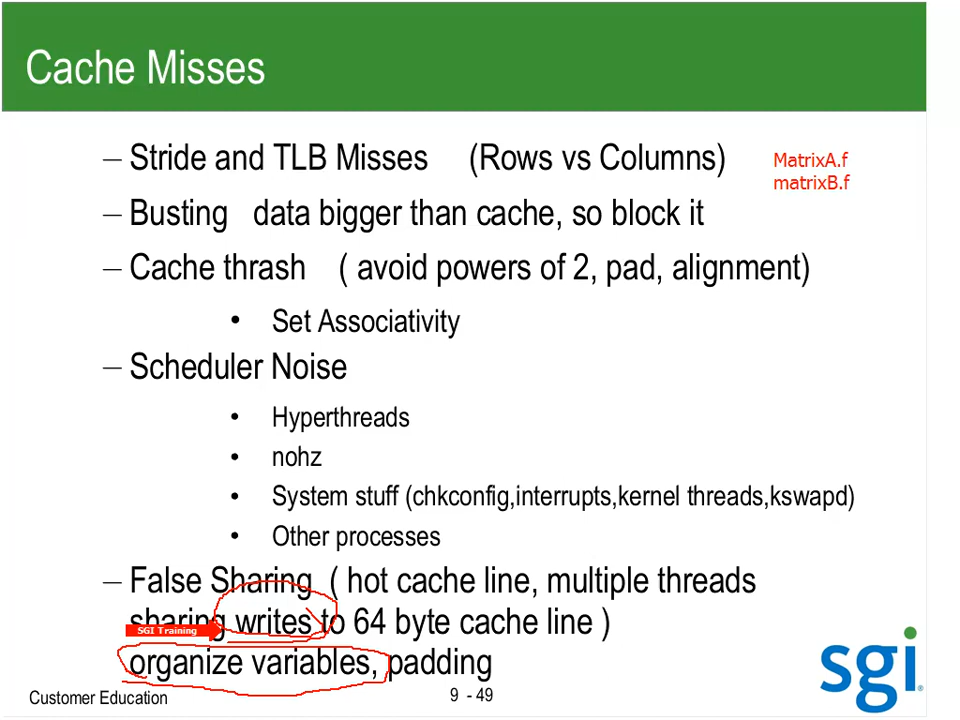 Cache Misses
– Stride and TLB Misses (Rows vs Columns)
MatrixA.f
matrixB.f
– Busting data bigger than cache, so block it
– Cache thrash ( avoid powers of 2, pad, alignment)
• Set Associativity
– Scheduler Noise
• Hyperthreads
• nohz
• System stuff (chkconfig,interrupts,kernel threads,kswapd)
• Other processes
– False Sharing ( hot cache line, multiple threads
sharing writes to 64 byte cache line )
SGI Training
organize variables, padding
Customer Education
9 - 49
sgi®